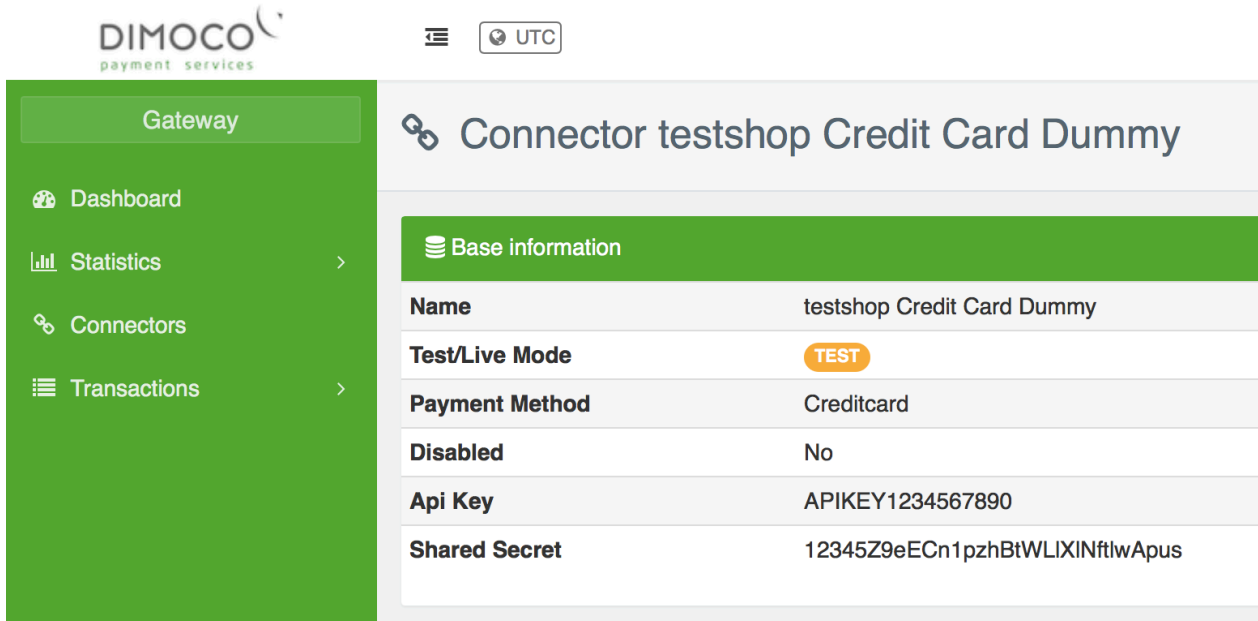 DIMOCO
payment services
UTC
Gateway
Dashboard
Statistics
Connectors
Transactions
Connector testshop Credit Card Dummy
Base information
Name testshop Credit Card Dummy
Test/Live Mode TEST
Payment Method Creditcard
Disabled No
Api Key APIKEY1234567890
Shared Secret 12345Z9eECn1pzhBtWLlXlNftlwApus